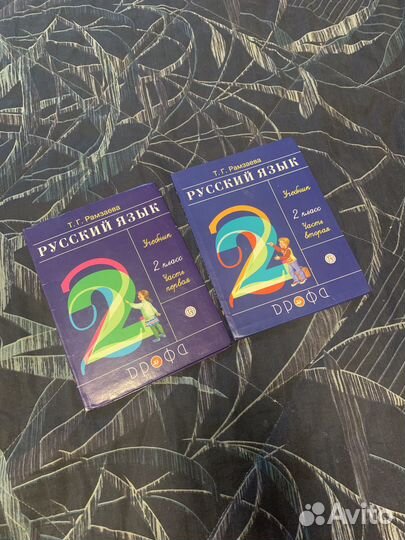 Т. Г. Рамзаева
РУССКИЙ ЯЗЫК
Учебник
2 класс
Часть
первая
2
ДРОФА
Т. Г. Рамзаева
РУССКИЙ ЯЗЫК
Учебник
2 класс
Часть
вторая
2
ДРОФА
Avito